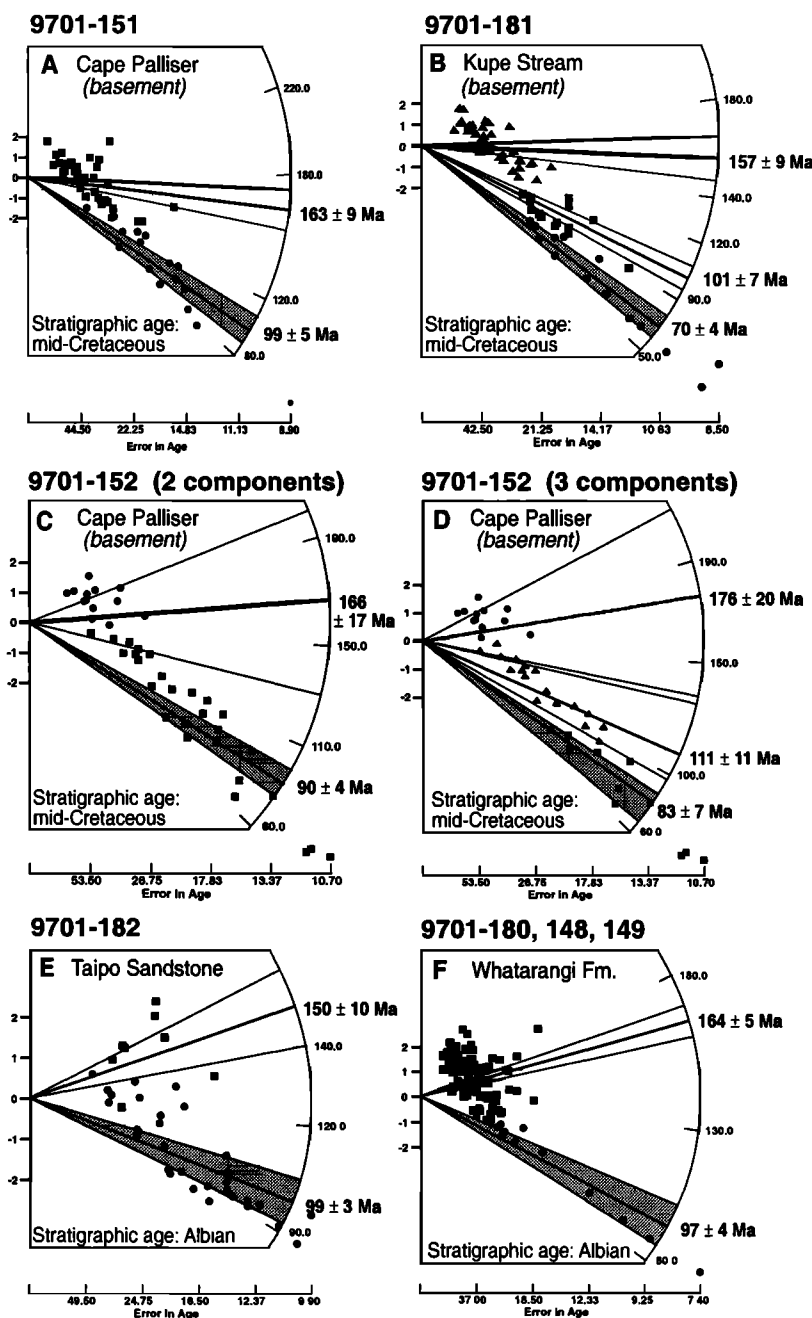 9701-151
A Cape Palliser
(basement)
220.0
2
1
0
-1
-2
180.0
163 ± 9 Ma
120.0
99 ± 5 Ma
80.0
Stratigraphic age:
mid-Cretaceous
44.50 22.25 14.83 11.13 8.90
Error in Age
9701-181
B Kupe Stream
(basement)
180.0
2
1
0
-1
-2
157 ± 9 Ma
140.0
120.0
101 ± 7 Ma
90.0
70 ± 4 Ma
50.0
Stratigraphic age:
mid-Cretaceous
42.50 21.25 14.17 10 63 8.50
Error in Age
9701-152 (2 components)
C Cape Palliser
(basement)
190.0
2
1
0
-1
-2
166
± 17 Ma
150.0
110.0
90 ± 4 Ma
60.0
Stratigraphic age:
mid-Cretaceous
53.50 26.75 17.83 13.37 10.70
Error in Age
9701-152 (3 components)
D Cape Palliser
(basement)
190.0
2
1
0
-1
-2
176 ± 20 Ma
150.0
111 ± 11 Ma
100.0
83 ± 7 Ma
60.0
Stratigraphic age:
mid-Cretaceous
53.50 26.75 17.83 13.37 10.70
Error in Age
9701-182
E Taipo Sandstone
2
1
0
-1
-2
150 ± 10 Ma
140.0
120 0
99 ± 3 Ma
90.0
Stratigraphic age: Albian
49.50 24.75 16.50 12.37 9 90
Error in Age
9701-180, 148, 149
F Whatarangi Fm.
180.0
2
1
0
-1
-2
164 ± 5 Ma
130.0
97 ± 4 Ma
80 0
Stratigraphic age: Albian
37 00 18.50 12.33 9.25 7 40
Error in Age